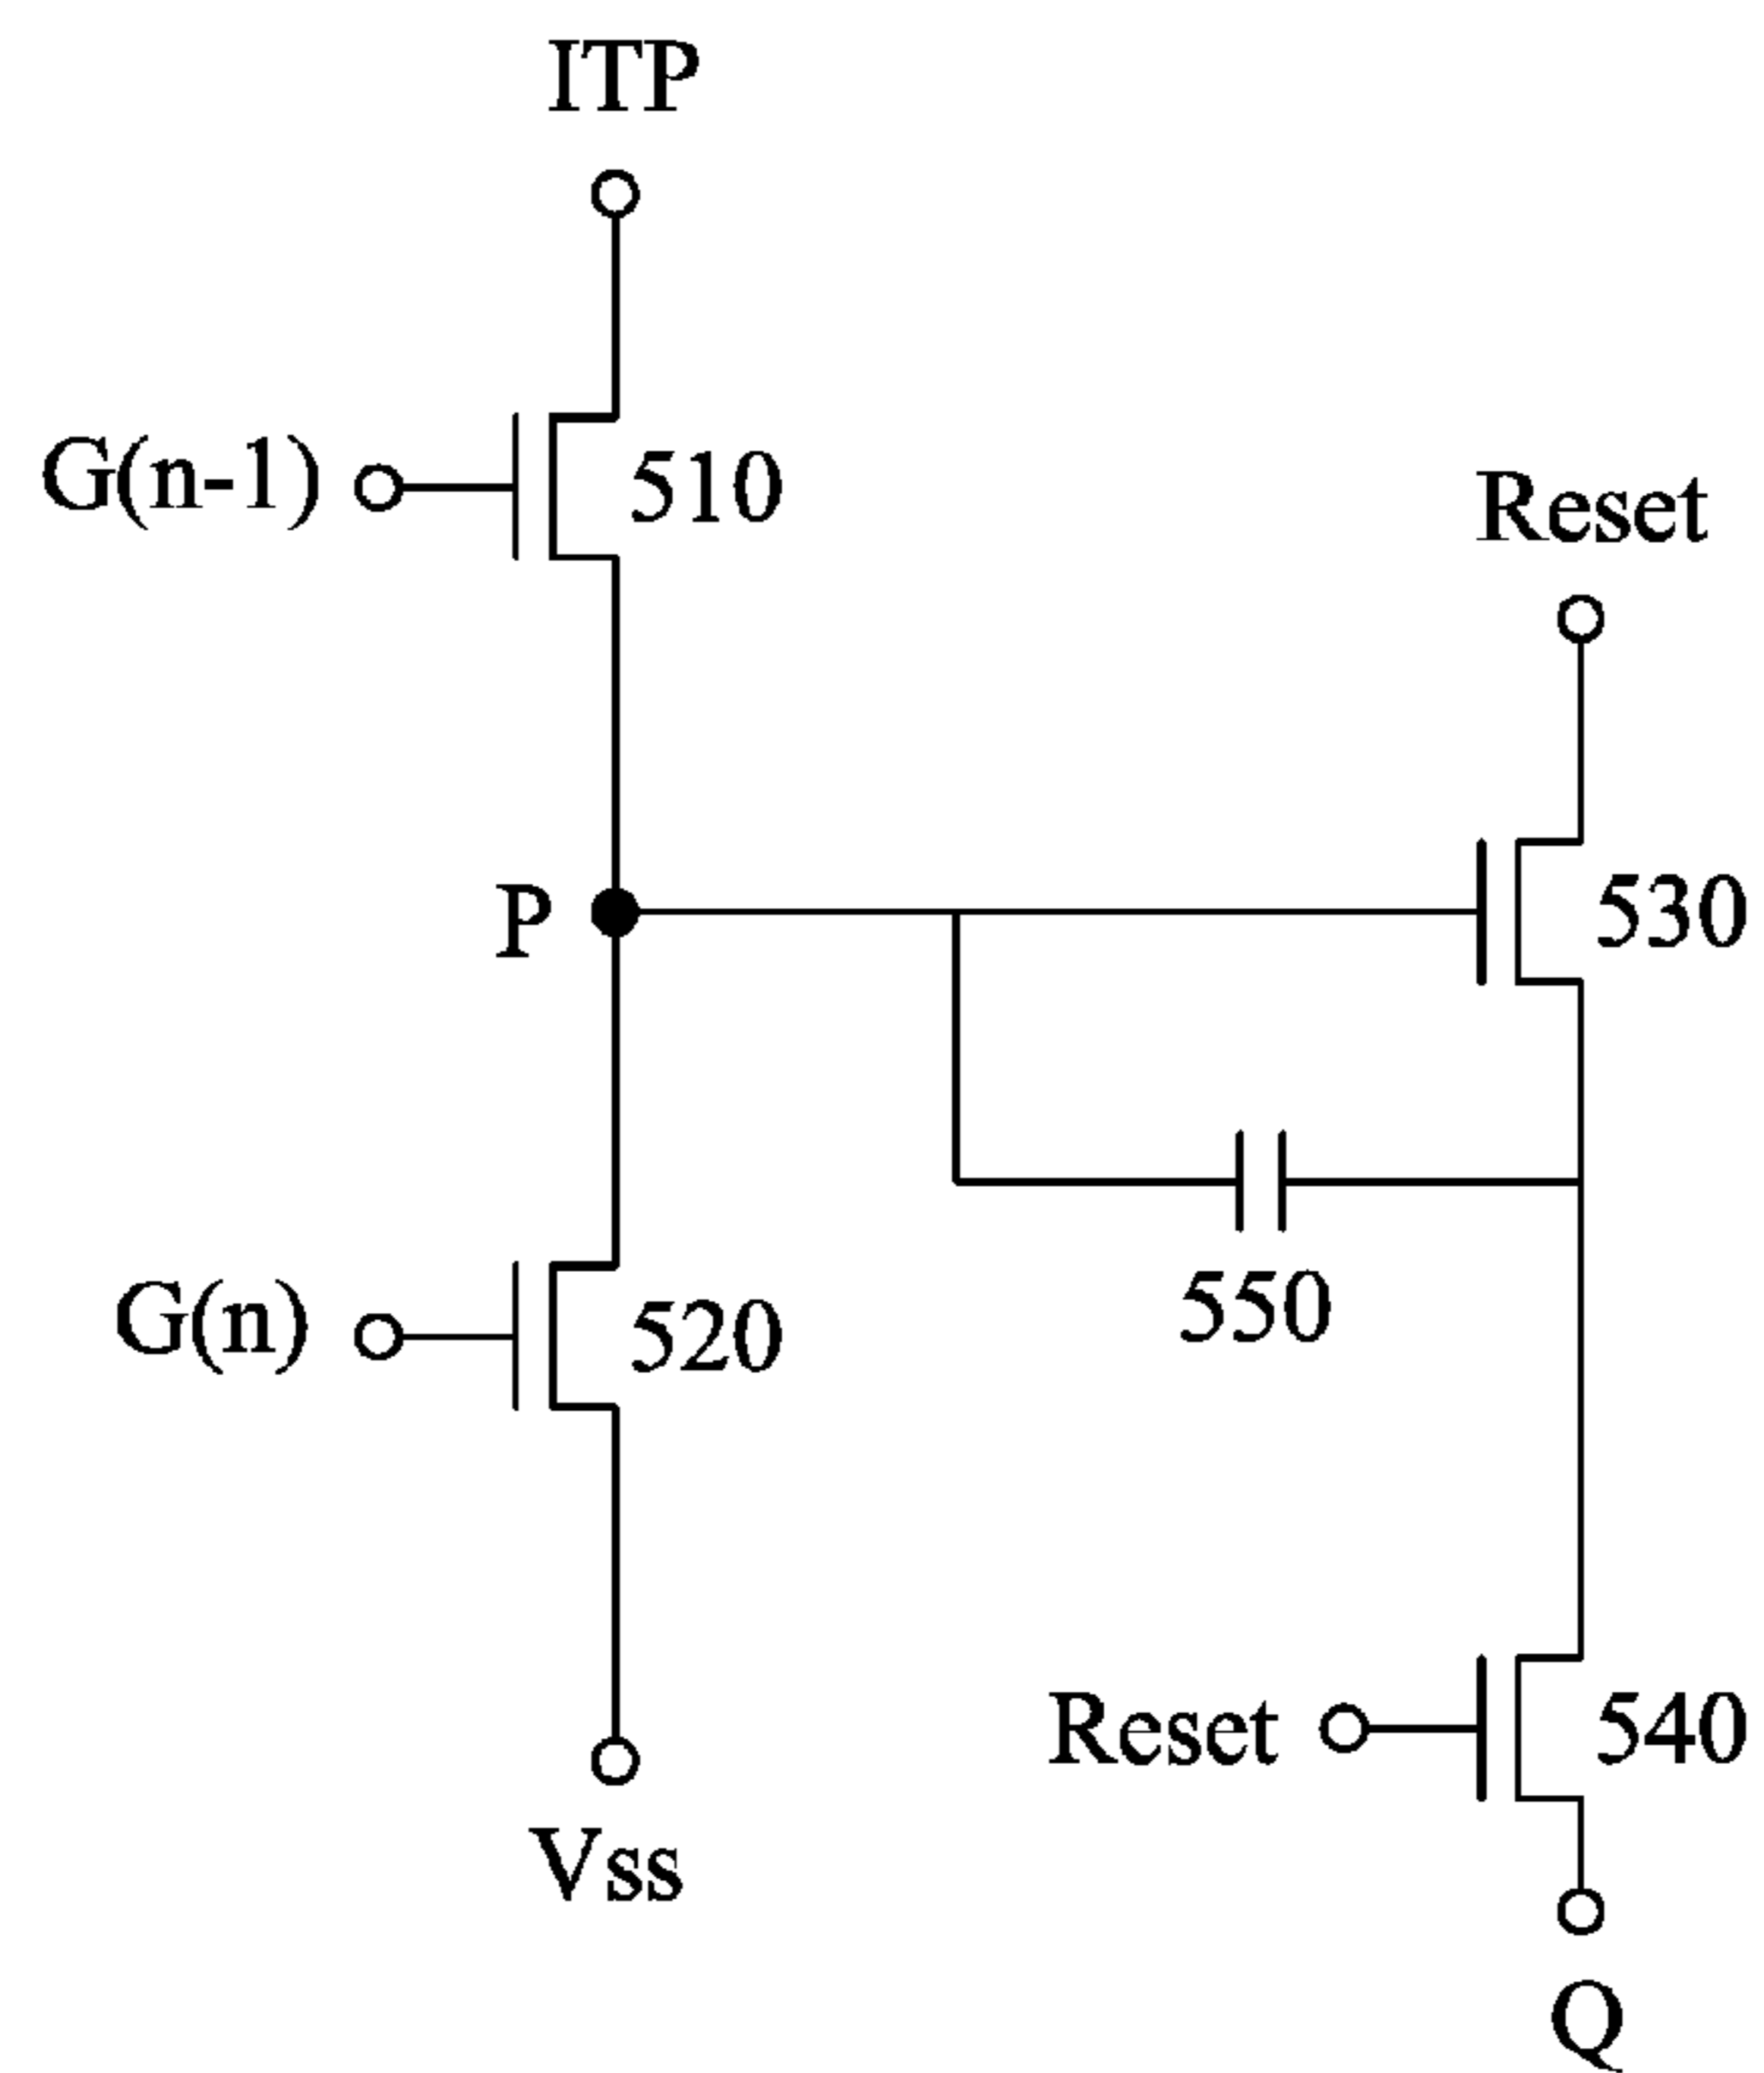 ITP
G(n-1)
510
Reset
P
530
G(n)
520
550
Reset
540
Vss
Q